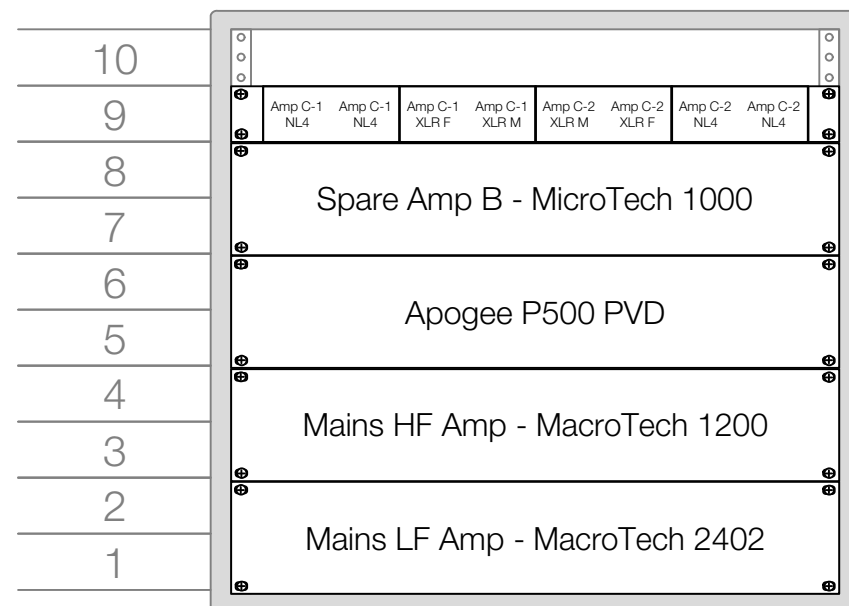 10
9
Amp C-1 Amp C-1 Amp C-1 Amp C-1 Amp C-2 Amp C-2 Amp C-2 Amp C-2
NL4 NL4 XLR F XLR M XLR M XLR F NL4 NL4
8
Spare Amp B - MicroTech 1000
7
6
Apogee P500 PVD
5
4
Mains HF Amp - MacroTech 1200
3
2
Mains LF Amp - MacroTech 2402
1